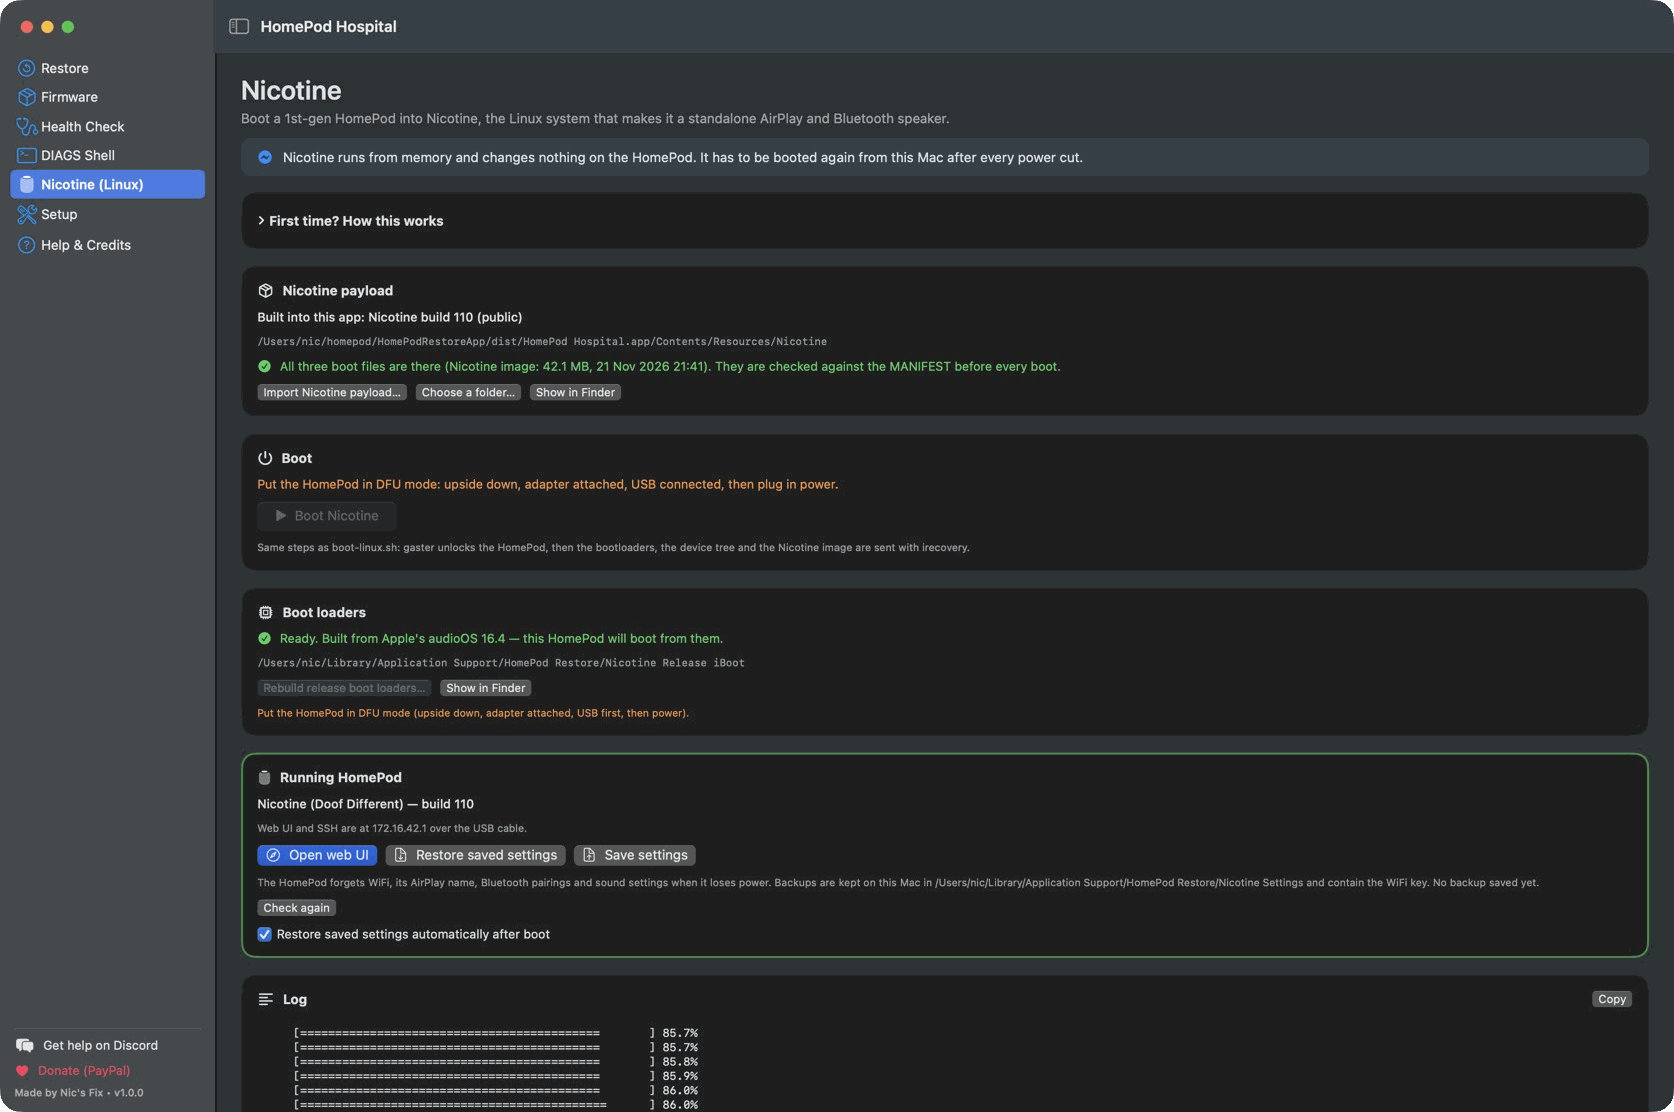 HomePod Hospital
Restore
Firmware
Health Check
DIAGS Shell
Nicotine (Linux)
Setup
Help & Credits
Get help on Discord
Donate (PayPal)
Made by Nic's Fix • v1.0.0
Nicotine
Boot a 1st-gen HomePod into Nicotine, the Linux system that makes it a standalone AirPlay and Bluetooth speaker.
Nicotine runs from memory and changes nothing on the HomePod. It has to be booted again from this Mac after every power cut.
> First time? How this works
Nicotine payload
Built into this app: Nicotine build 110 (public)
/Users/nic/homepod/HomePodRestoreApp/dist/HomePod Hospital.app/Contents/Resources/Nicotine
All three boot files are there (Nicotine image: 42.1 MB, 21 Nov 2026 21:41). They are checked against the MANIFEST before every boot.
Import Nicotine payload... Choose a folder... Show in Finder
Boot
Put the HomePod in DFU mode: upside down, adapter attached, USB connected, then plug in power.
Boot Nicotine
Same steps as boot-linux.sh: gaster unlocks the HomePod, then the bootloaders, the device tree and the Nicotine image are sent with irecovery.
Boot loaders
Ready. Built from Apple's audioOS 16.4 — this HomePod will boot from them.
/Users/nic/Library/Application Support/HomePod Restore/Nicotine Release iBoot
Rebuild release boot loaders... Show in Finder
Put the HomePod in DFU mode (upside down, adapter attached, USB first, then power).
Running HomePod
Nicotine (Doof Different) — build 110
Web UI and SSH are at 172.16.42.1 over the USB cable.
Open web UI Restore saved settings Save settings
The HomePod forgets WiFi, its AirPlay name, Bluetooth pairings and sound settings when it loses power. Backups are kept on this Mac in /Users/nic/Library/Application Support/HomePod Restore/Nicotine Settings and contain the WiFi key. No backup saved yet.
Check again
Restore saved settings automatically after boot
Log Copy
[=========================================== ] 85.7%
[=========================================== ] 85.7%
[=========================================== ] 85.8%
[=========================================== ] 85.9%
[=========================================== ] 86.0%
[============================================ ] 86.0%